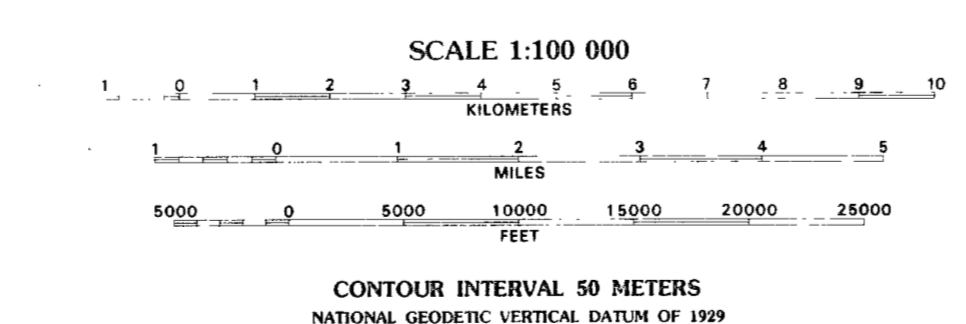 SCALE 1:100 000
1 0 1 2 3 4 5 6 7 8 9 10
KILOMETERS
1 0 1 2 3 4 5
MILES
5000 0 5000 10000 15000 20000 25000
FEET
CONTOUR INTERVAL 50 METERS
NATIONAL GEODETIC VERTICAL DATUM OF 1929